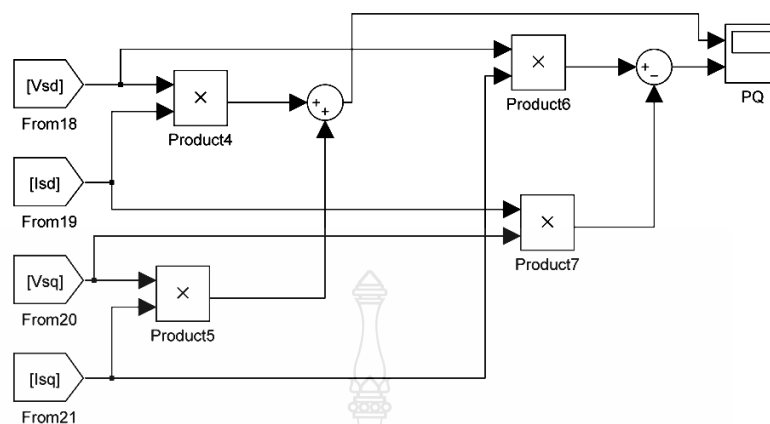 [Vsd]
From18
×
Product4
+
+
×
Product6
+
−
PQ
[Isd]
From19
×
Product7
[Vsq]
From20
×
Product5
[Isq]
From21